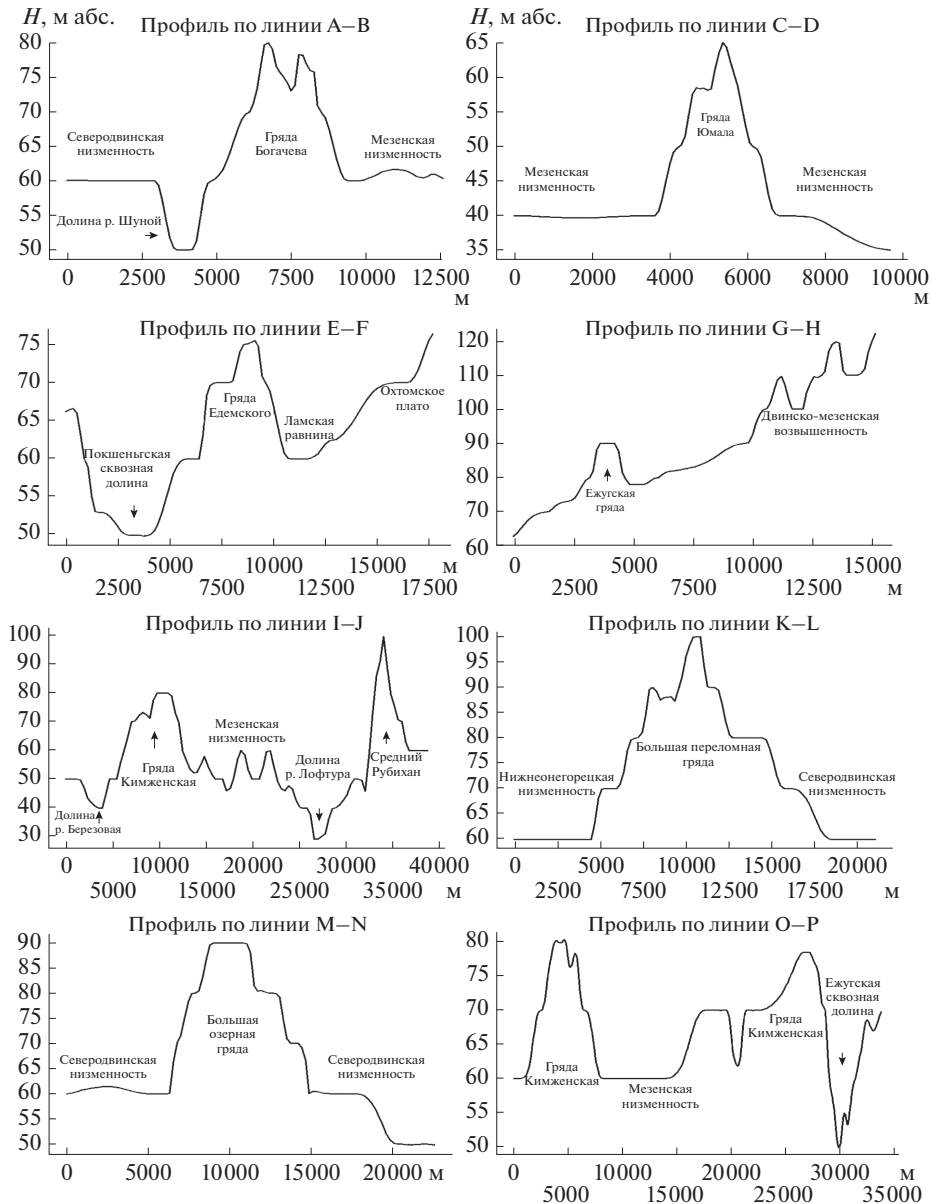 H, м абс.
Профиль по линии A–B
80
75
70
65
60
55
50
Северодвинская
низменность
Гряда
Богачева
Мезенская
низменность
Долина р. Шуной
0
2500
5000
7500
10000
12500
м
H, м абс.
Профиль по линии C–D
65
60
55
50
45
40
35
Гряда
Юмала
Мезенская
низменность
Мезенская
низменность
0
2000
4000
6000
8000
10000
м
Профиль по линии E–F
75
70
65
60
55
50
Гряда
Едемского
Охтомское
плато
Ламская
равнина
Покшеньгская
сквозная
долина
0
2500
5000
7500
10000
12500
15000
17500
м
Профиль по линии G–H
120
110
100
90
80
70
60
Двинско-мезенская
возвышенность
Ежугская
гряда
0
2500
5000
7500
10000
12500
15000
м
Профиль по линии I–J
100
90
80
70
60
50
40
30
Мезенская
низменность
Гряда
Кимженская
Долина
р. Лофтура
Средний
Рубихан
Долина
р. Березовая
0
5000
10000
15000
20000
25000
30000
35000
40000
м
Профиль по линии K–L
100
95
90
85
80
75
70
65
60
Большая переломная
гряда
Нижнеонегорецкая
низменность
Северодвинская
низменность
0
2500
5000
7500
10000
12500
15000
17500
20000
м
Профиль по линии M–N
90
85
80
75
70
65
60
55
50
Большая
озерная
гряда
Северодвинская
низменность
Северодвинская
низменность
0
5000
10000
15000
20000
м
Профиль по линии O–P
80
75
70
65
60
55
50
Ежугская
сквозная
долина
Гряда
Кимженская
Гряда
Кимженская
Мезенская
низменность
0
5000
10000
15000
20000
25000
30000
35000
м